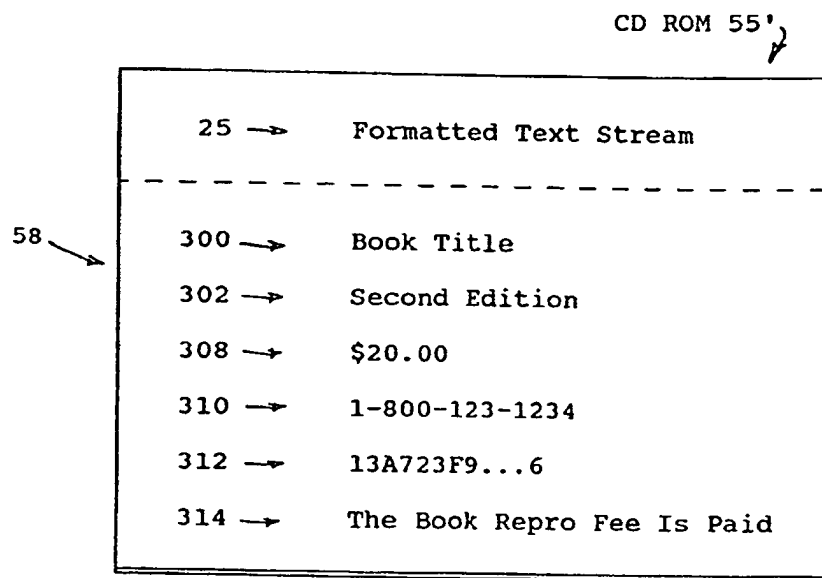 CD ROM 55'
25 → Formatted Text Stream
58
300 → Book Title
302 → Second Edition
308 → $20.00
310 → 1-800-123-1234
312 → 13A723F9...6
314 → The Book Repro Fee Is Paid